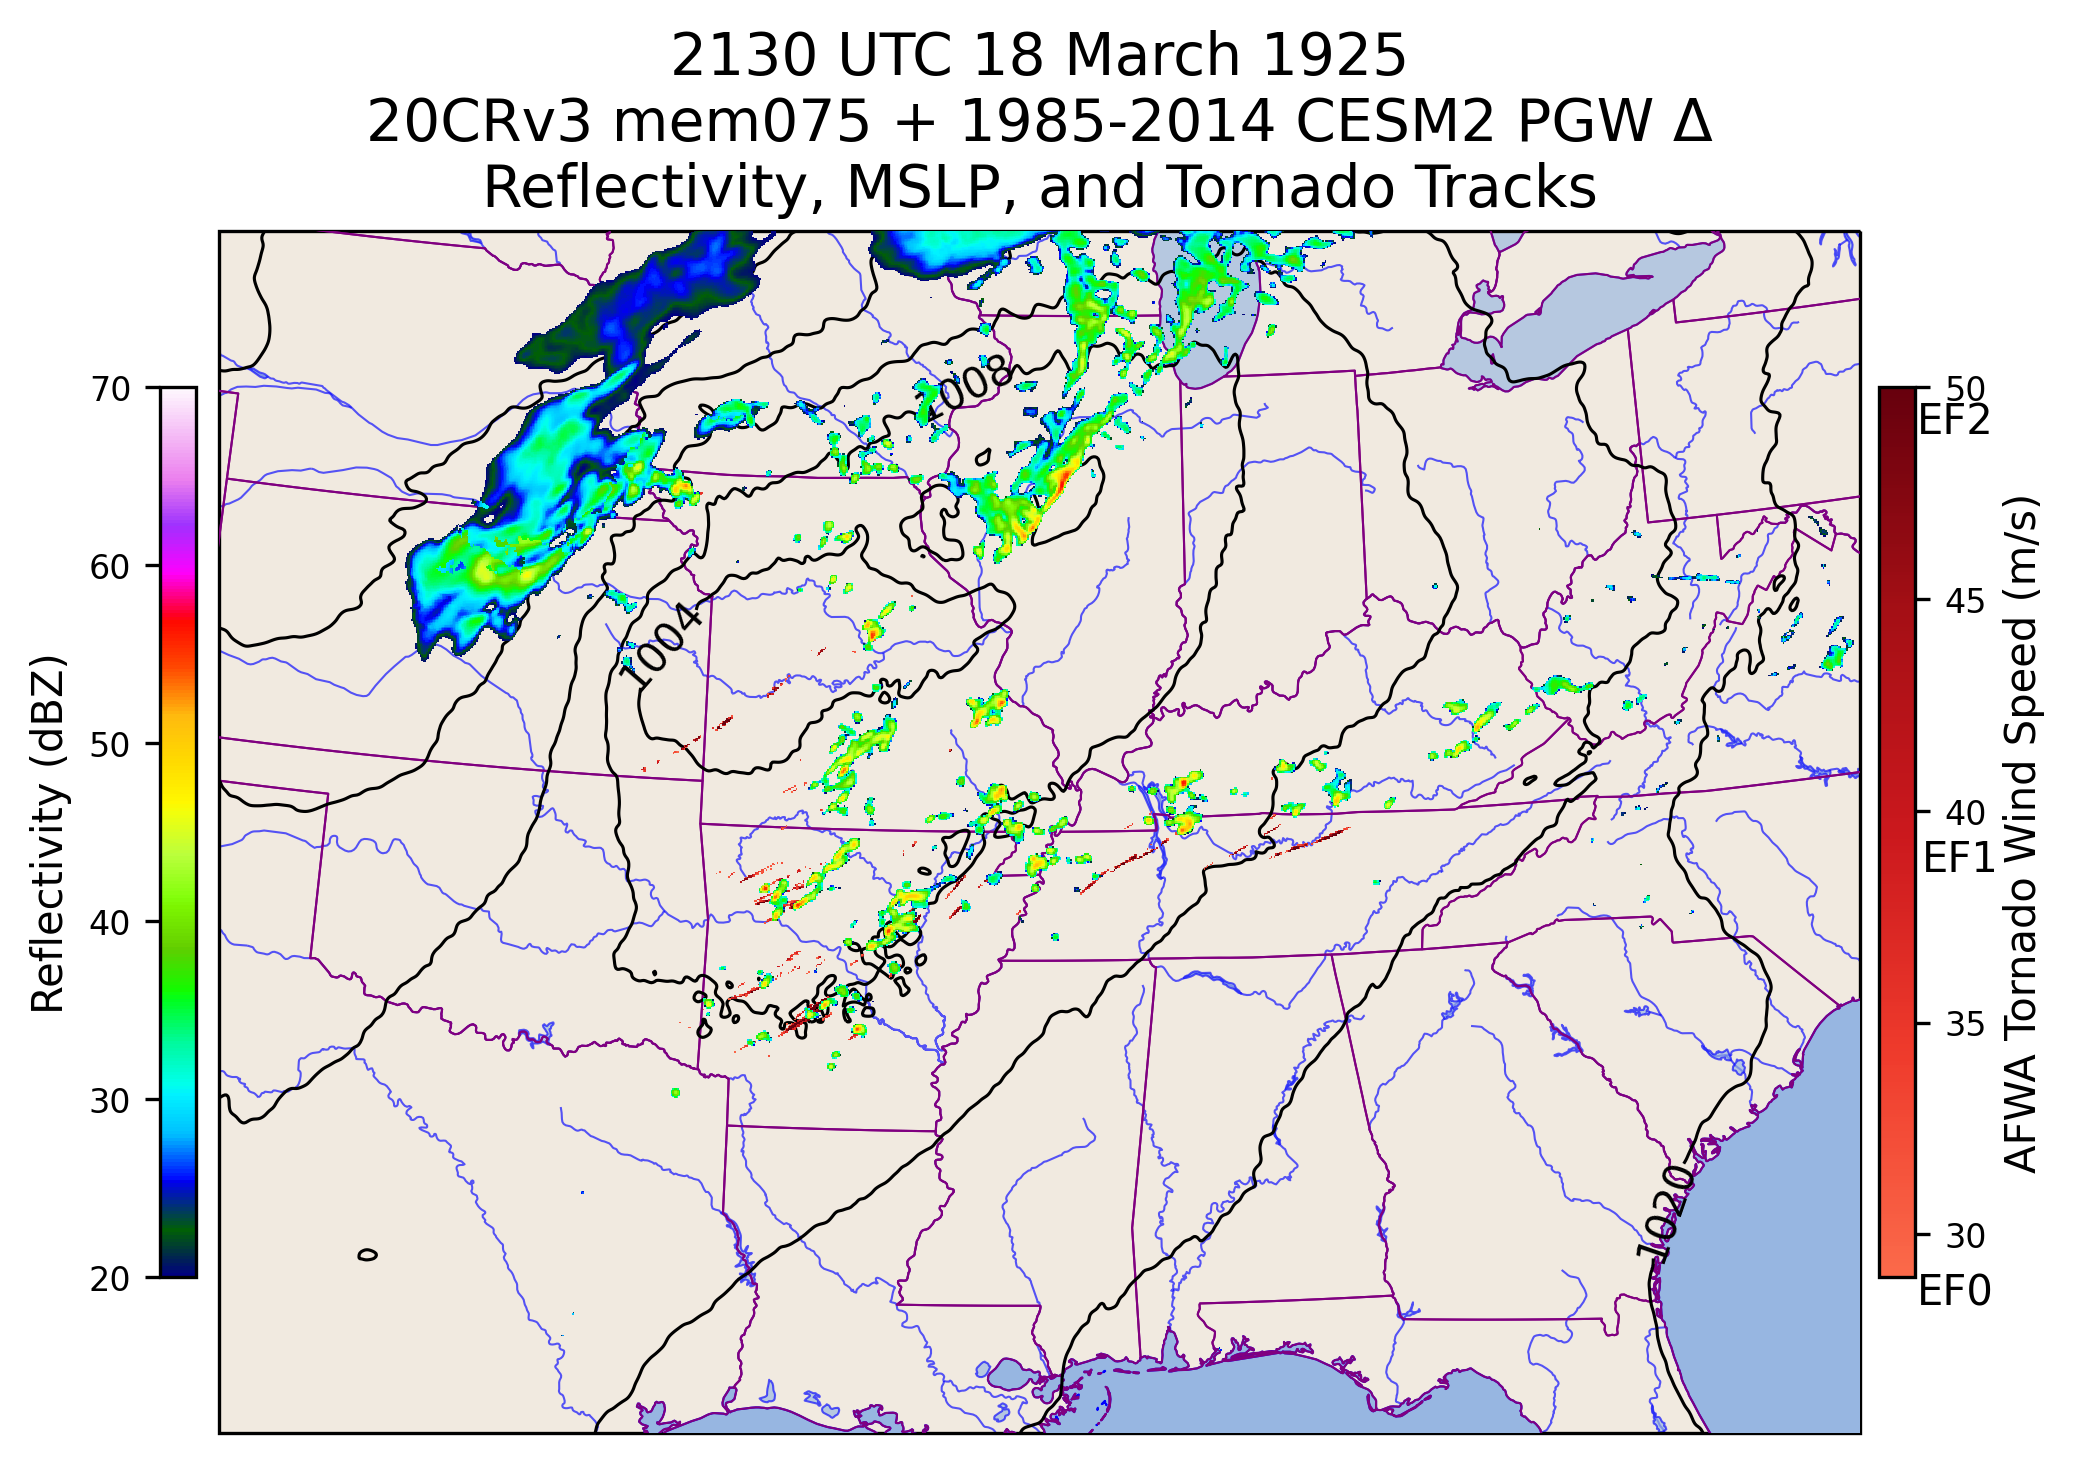 2130 UTC 18 March 1925
20CRv3 mem075 + 1985-2014 CESM2 PGW Δ
Reflectivity, MSLP, and Tornado Tracks
70
60
50
40
30
20
Reflectivity (dBZ)
1008
1004
1020
50
EF2
45
40
EF1
35
30
EF0
AFWA Tornado Wind Speed (m/s)